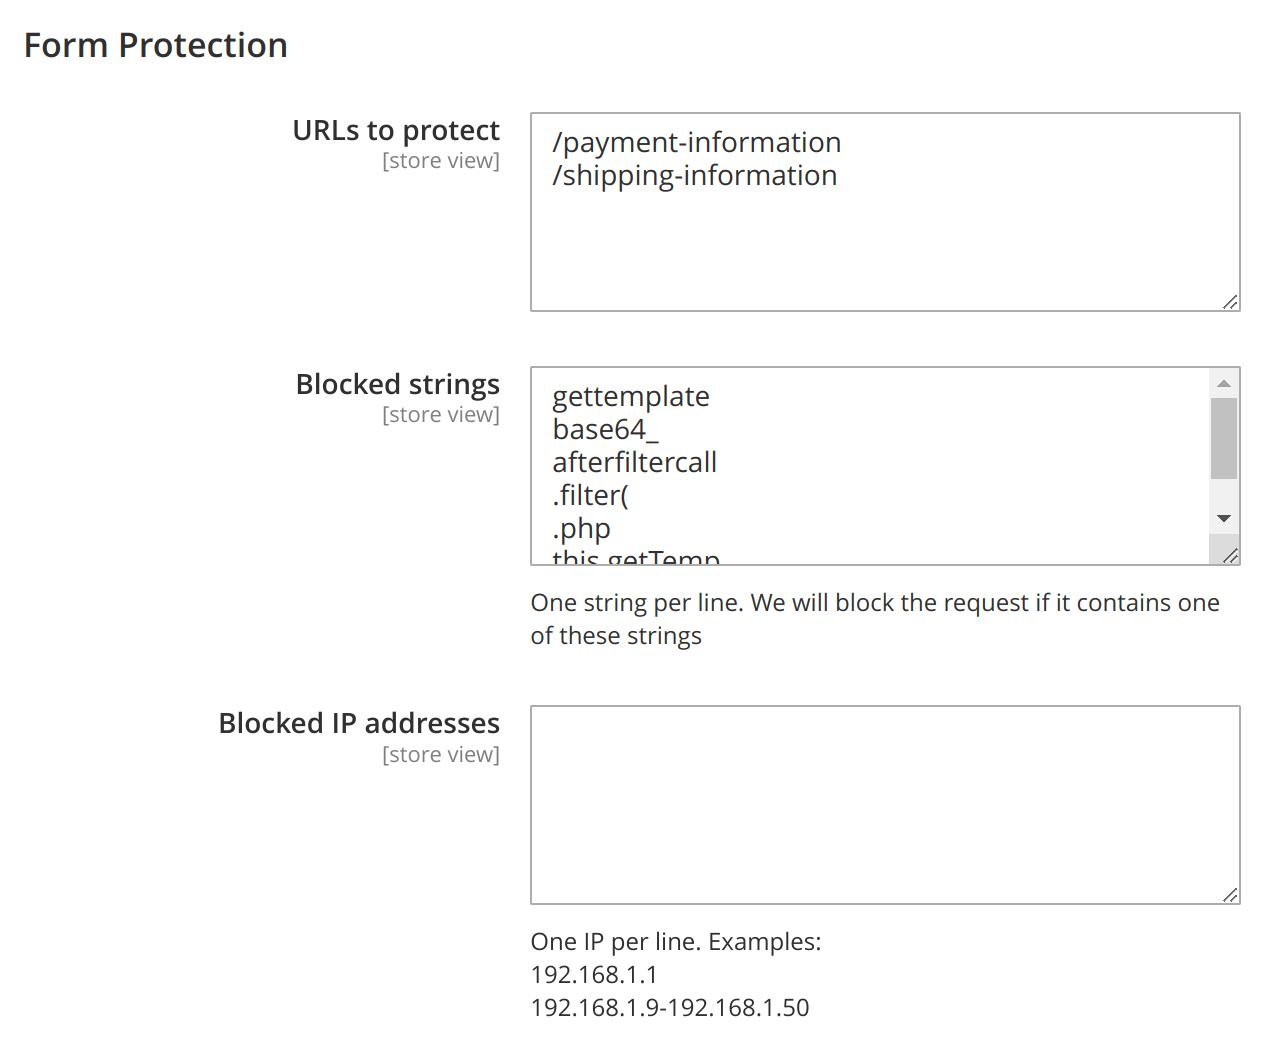 Form Protection
URLs to protect
[store view]
/payment-information
/shipping-information
Blocked strings
[store view]
gettemplate
base64_
afterfiltercall
.filter(
.php
this.getTemp
One string per line. We will block the request if it contains one
of these strings
Blocked IP addresses
[store view]
One IP per line. Examples:
192.168.1.1
192.168.1.9-192.168.1.50